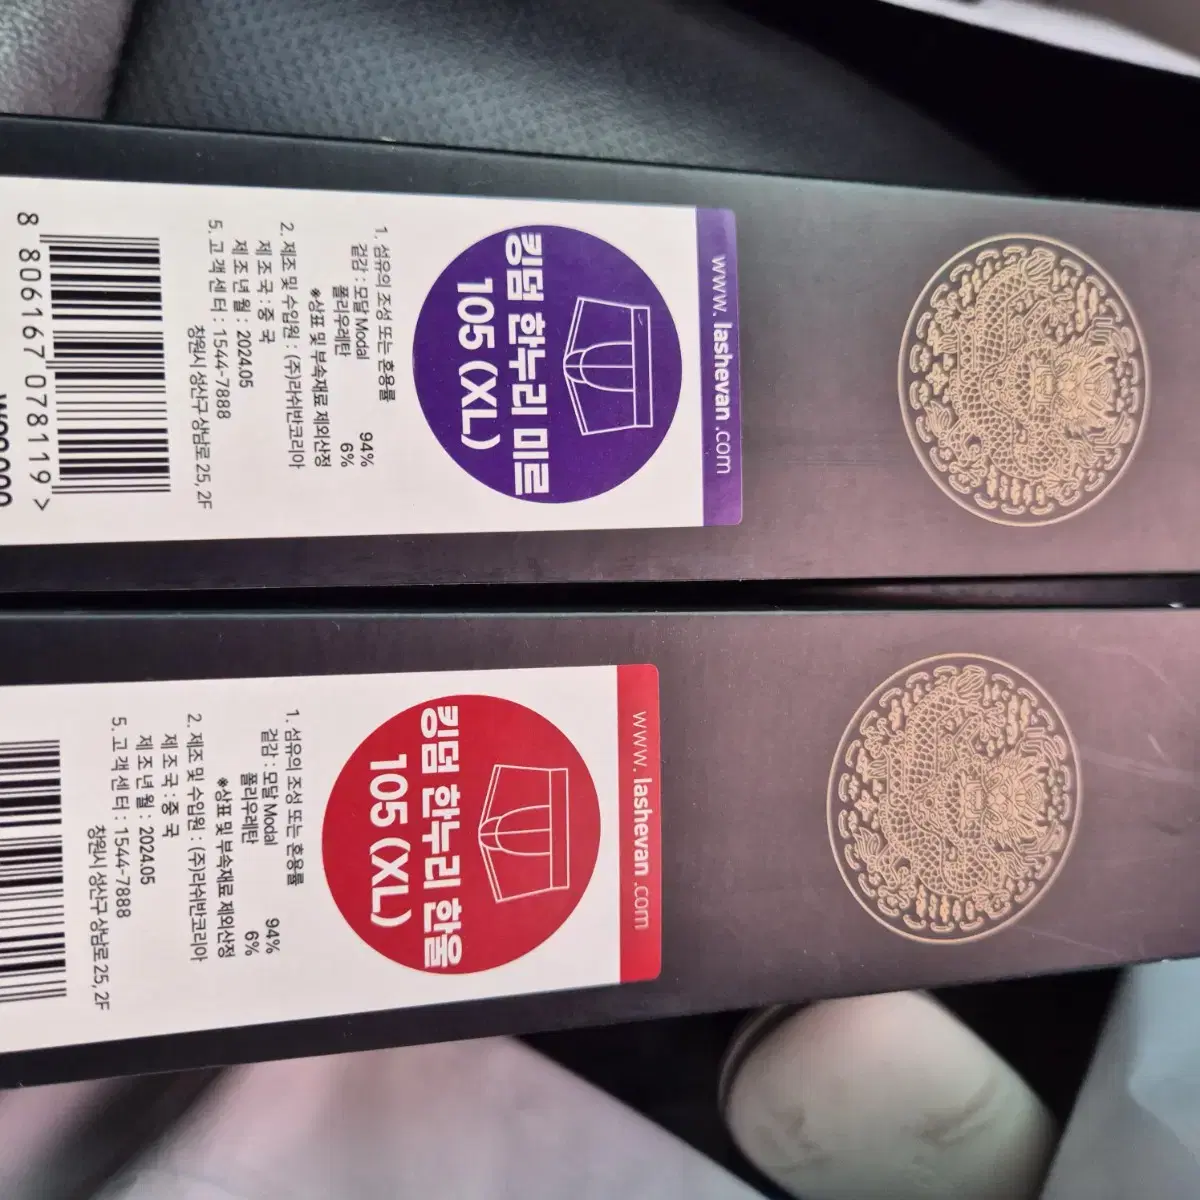 www.lashevan.com
킹덤 한누리 미르
105 (XL)
1. 섬유의 조성 또는 혼용률
겉감 : 모달 Modal 94%
폴리우레탄 6%
※상표 및 부속재료 제외산정
2. 제조 및 수입원 : (주)라쉬반코리아
제 조 국 : 중 국
제 조 년 월 : 2024.05
5. 고 객 센 터 : 1544-7888
창원시 성산구 상남로 25, 2F
8 806167 078119 >
www.lashevan.com
킹덤 한누리 한울
105 (XL)
1. 섬유의 조성 또는 혼용률
겉감 : 모달 Modal 94%
폴리우레탄 6%
※상표 및 부속재료 제외산정
2. 제조 및 수입원 : (주)라쉬반코리아
제 조 국 : 중 국
제 조 년 월 : 2024.05
5. 고 객 센 터 : 1544-7888
창원시 성산구 상남로 25, 2F